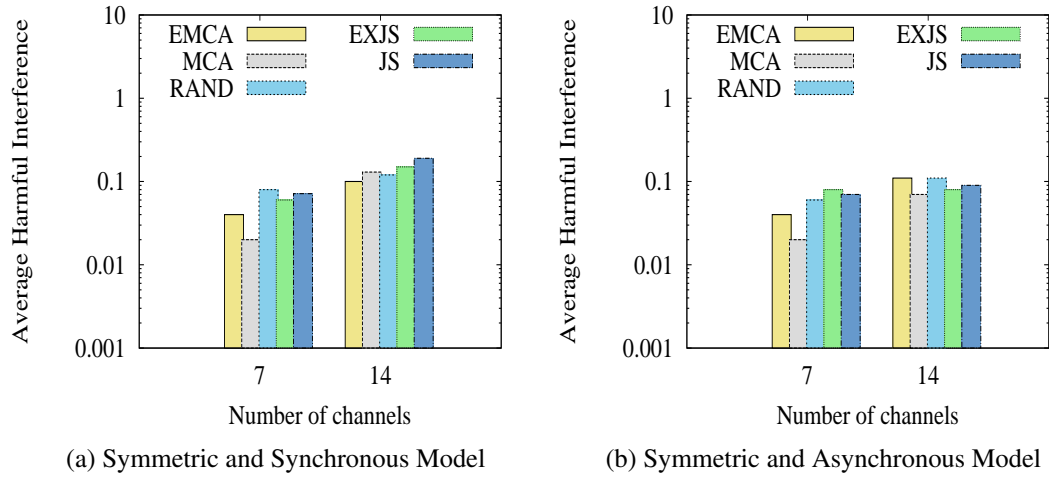 Average Harmful Interference
10
1
0.1
0.01
0.001
EMCA
MCA
RAND
EXJS
JS
7 14
Number of channels
(a) Symmetric and Synchronous Model
Average Harmful Interference
10
1
0.1
0.01
0.001
EMCA
MCA
RAND
EXJS
JS
7 14
Number of channels
(b) Symmetric and Asynchronous Model